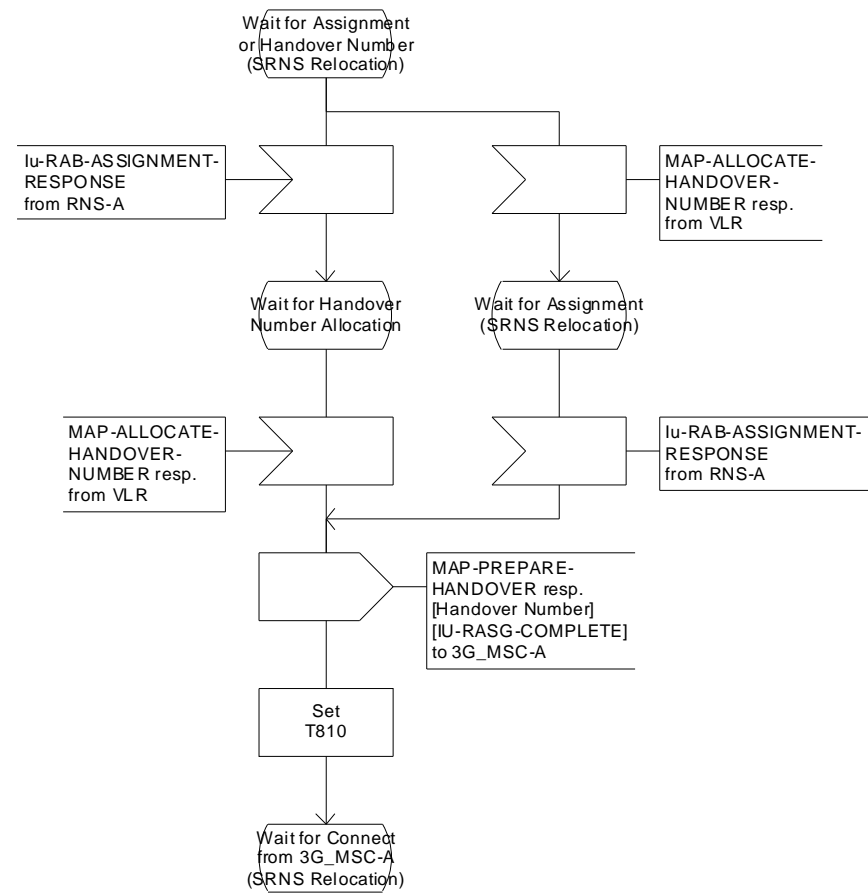 Wait for Assignment
or Handover Number
(SRNS Relocation)
Iu-RAB-ASSIGNMENT-
RESPONSE
from RNS-A
MAP-ALLOCATE-
HANDOVER-
NUMBER resp.
from VLR
Wait for Handover
Number Allocation
Wait for Assignment
(SRNS Relocation)
MAP-ALLOCATE-
HANDOVER-
NUMBER resp.
from VLR
Iu-RAB-ASSIGNMENT-
RESPONSE
from RNS-A
MAP-PREPARE-
HANDOVER resp.
[Handover Number]
[IU-RASG-COMPLETE]
to 3G_MSC-A
Set
T810
Wait for Connect
from 3G_MSC-A
(SRNS Relocation)